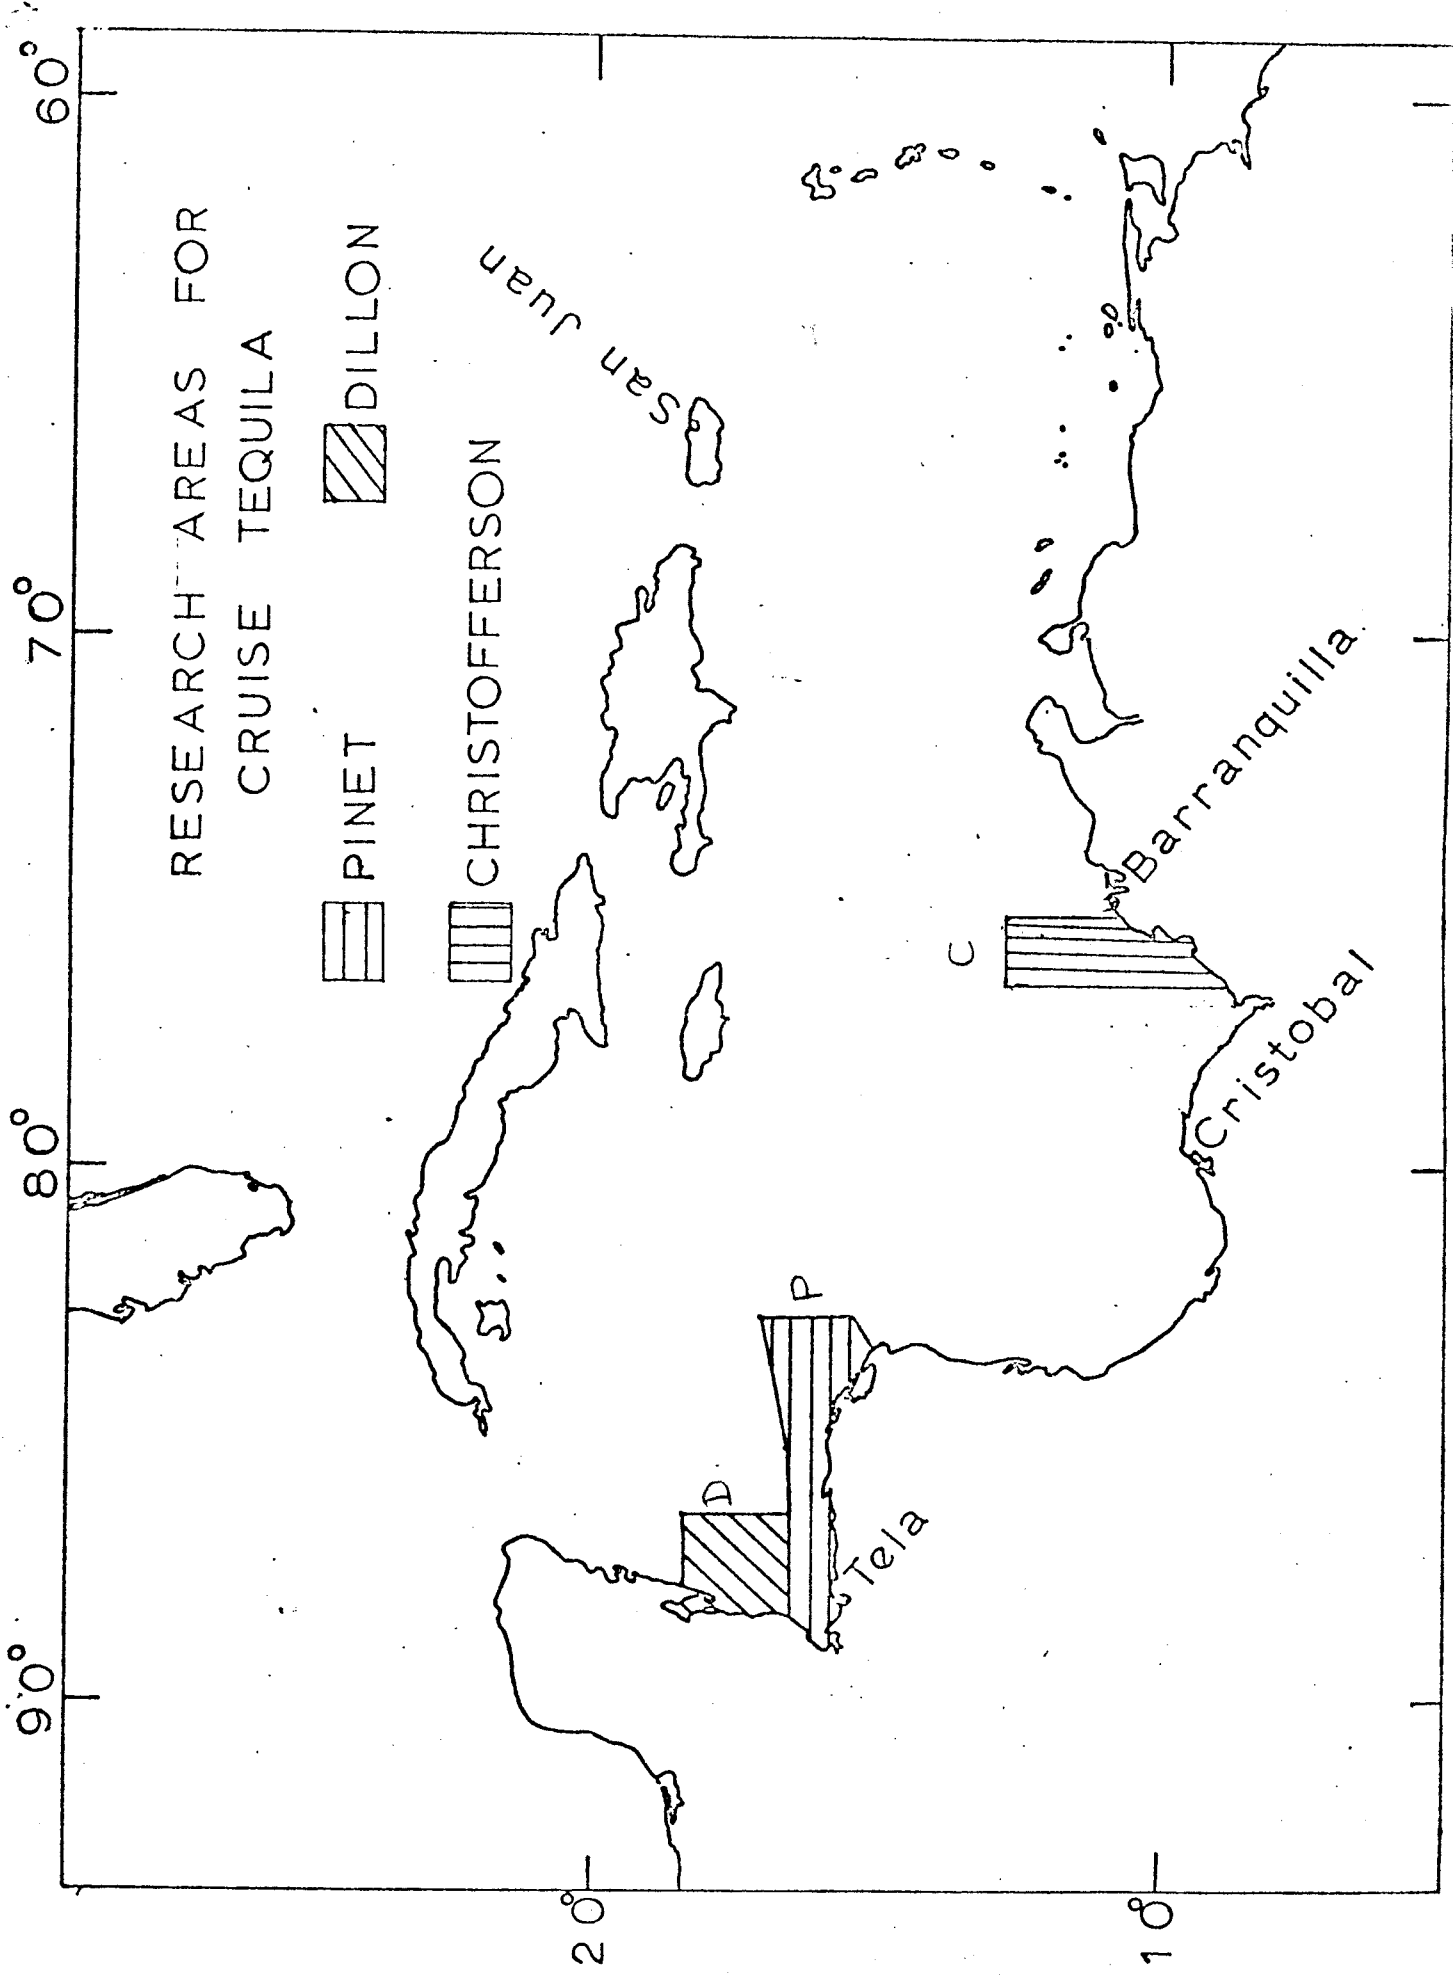 RESEARCH AREAS FOR
CRUISE TEQUILA
PINET
DILLON
CHRISTOFFERSON
90°
80°
70°
60°
20°
10°
San Juan
D
P
C
Tela
Barranquilla
Cristobal